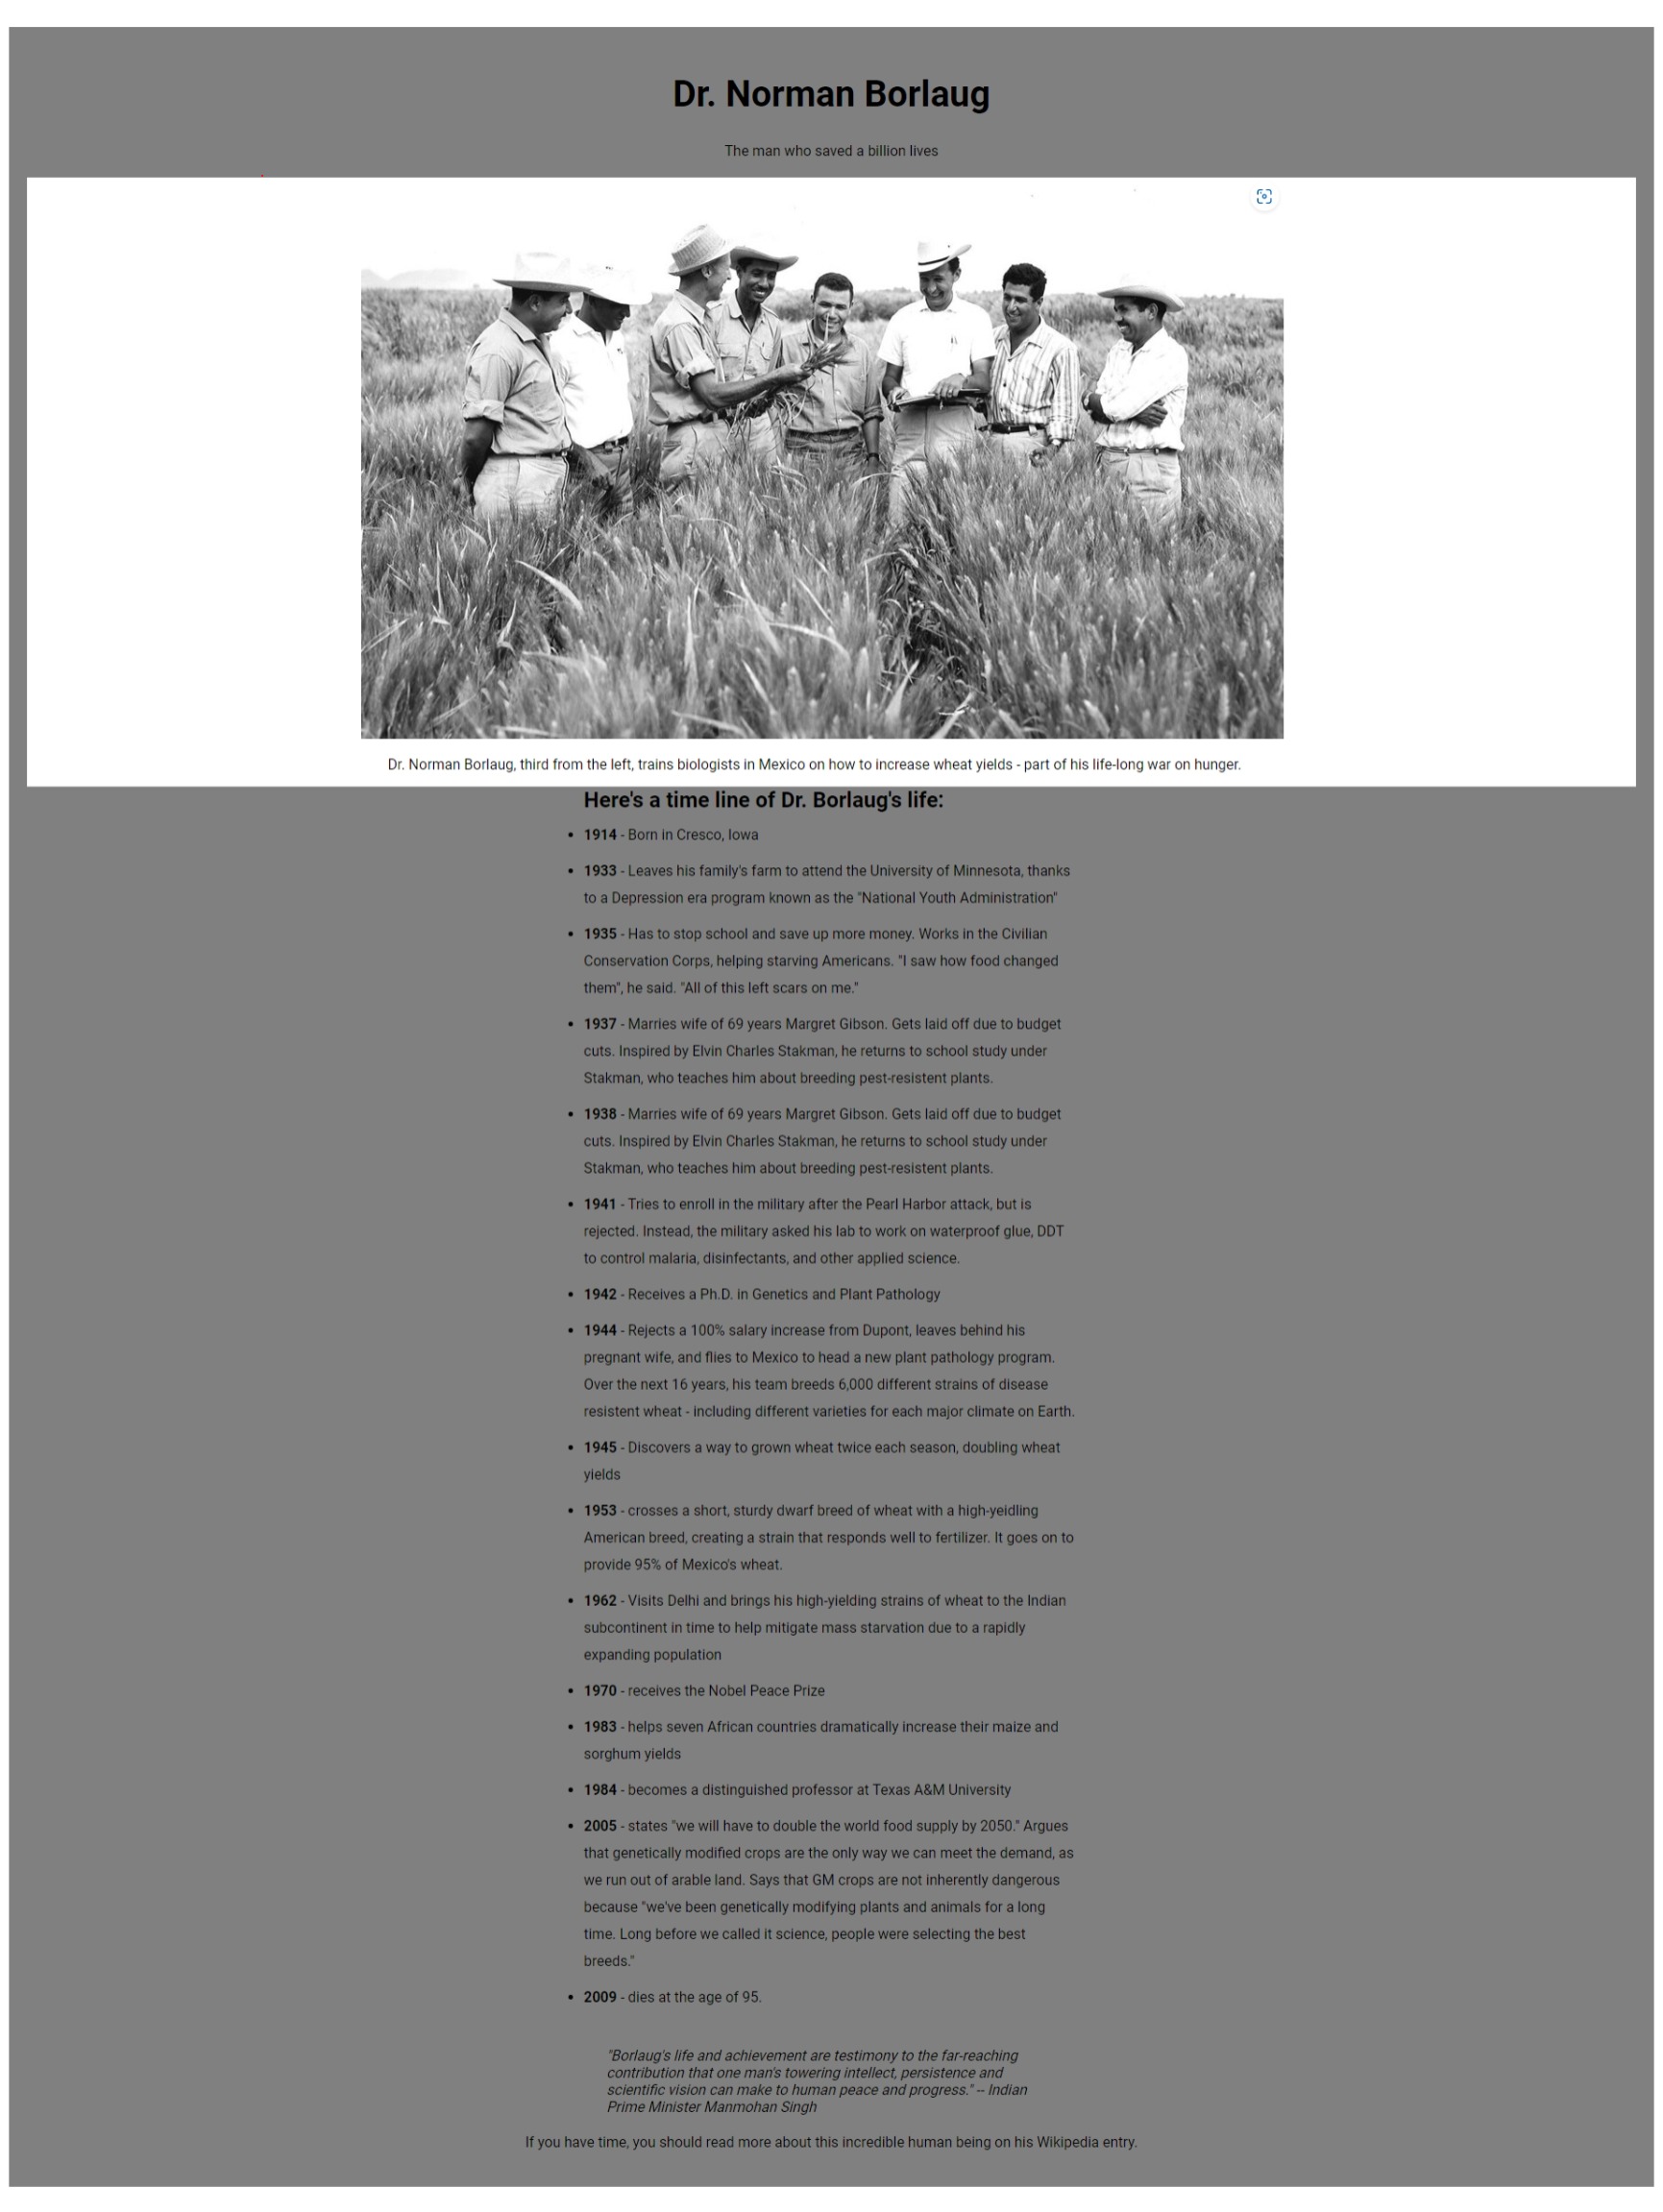 Dr. Norman Borlaug
The man who saved a billion lives
Dr. Norman Borlaug, third from the left, trains biologists in Mexico on how to increase wheat yields - part of his life-long war on hunger.
Here's a time line of Dr. Borlaug's life:
• 1914 - Born in Cresco, Iowa
• 1933 - Leaves his family's farm to attend the University of Minnesota, thanks
to a Depression era program known as the "National Youth Administration"
• 1935 - Has to stop school and save up more money. Works in the Civilian
Conservation Corps, helping starving Americans. "I saw how food changed
them", he said. "All of this left scars on me."
• 1937 - Marries wife of 69 years Margret Gibson. Gets laid off due to budget
cuts. Inspired by Elvin Charles Stakman, he returns to school study under
Stakman, who teaches him about breeding pest-resistent plants.
• 1938 - Marries wife of 69 years Margret Gibson. Gets laid off due to budget
cuts. Inspired by Elvin Charles Stakman, he returns to school study under
Stakman, who teaches him about breeding pest-resistent plants.
• 1941 - Tries to enroll in the military after the Pearl Harbor attack, but is
rejected. Instead, the military asked his lab to work on waterproof glue, DDT
to control malaria, disinfectants, and other applied science.
• 1942 - Receives a Ph.D. in Genetics and Plant Pathology
• 1944 - Rejects a 100% salary increase from Dupont, leaves behind his
pregnant wife, and flies to Mexico to head a new plant pathology program.
Over the next 16 years, his team breeds 6,000 different strains of disease
resistent wheat - including different varieties for each major climate on Earth.
• 1945 - Discovers a way to grown wheat twice each season, doubling wheat
yields
• 1953 - crosses a short, sturdy dwarf breed of wheat with a high-yeidling
American breed, creating a strain that responds well to fertilizer. It goes on to
provide 95% of Mexico's wheat.
• 1962 - Visits Delhi and brings his high-yielding strains of wheat to the Indian
subcontinent in time to help mitigate mass starvation due to a rapidly
expanding population
• 1970 - receives the Nobel Peace Prize
• 1983 - helps seven African countries dramatically increase their maize and
sorghum yields
• 1984 - becomes a distinguished professor at Texas A&M University
• 2005 - states "we will have to double the world food supply by 2050." Argues
that genetically modified crops are the only way we can meet the demand, as
we run out of arable land. Says that GM crops are not inherently dangerous
because "we've been genetically modifying plants and animals for a long
time. Long before we called it science, people were selecting the best
breeds."
• 2009 - dies at the age of 95.
"Borlaug's life and achievement are testimony to the far-reaching
contribution that one man's towering intellect, persistence and
scientific vision can make to human peace and progress." -- Indian
Prime Minister Manmohan Singh
If you have time, you should read more about this incredible human being on his Wikipedia entry.